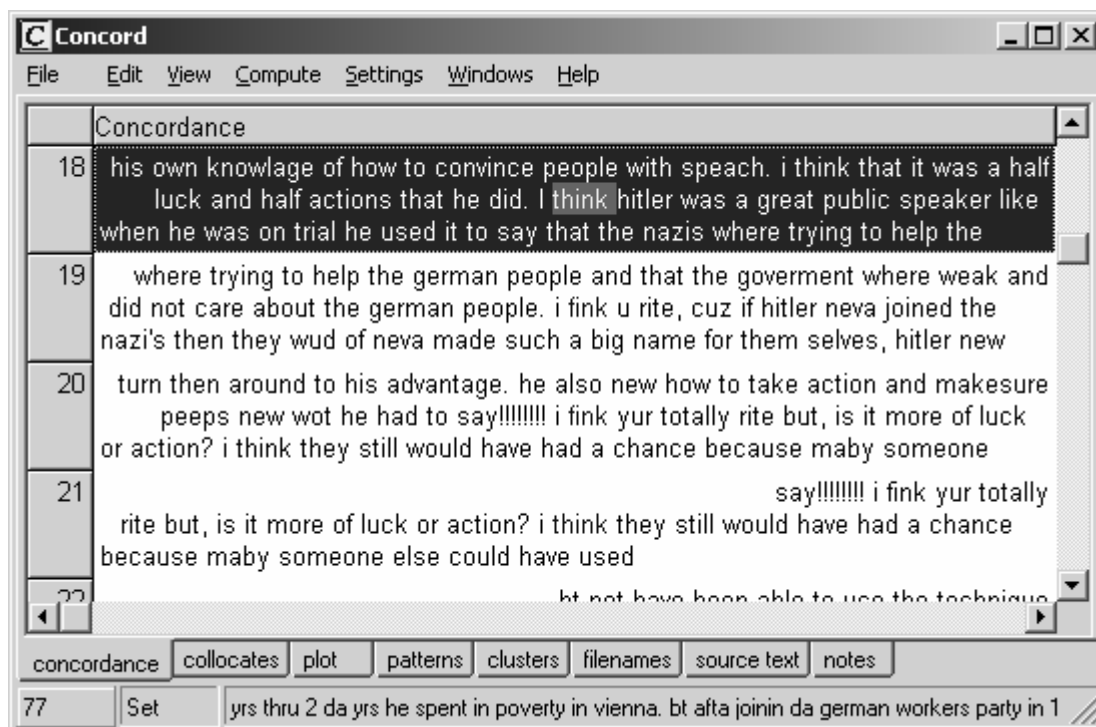 C Concord
File Edit View Compute Settings Windows Help
Concordance
18 his own knowlage of how to convince people with speach. i think that it was a half
luck and half actions that he did. I think hitler was a great public speaker like
when he was on trial he used it to say that the nazis where trying to help the
19 where trying to help the german people and that the goverment where weak and
did not care about the german people. i fink u rite, cuz if hitler neva joined the
nazi's then they wud of neva made such a big name for them selves, hitler new
20 turn then around to his advantage. he also new how to take action and makesure
peeps new wot he had to say!!!!!!!! i fink yur totally rite but, is it more of luck
or action? i think they still would have had a chance because maby someone
21 say!!!!!!!! i fink yur totally
rite but, is it more of luck or action? i think they still would have had a chance
because maby someone else could have used
22 bt not have been able to use the technique
concordance collocates plot patterns clusters filenames source text notes
77 Set yrs thru 2 da yrs he spent in poverty in vienna. bt afta joinin da german workers party in 1